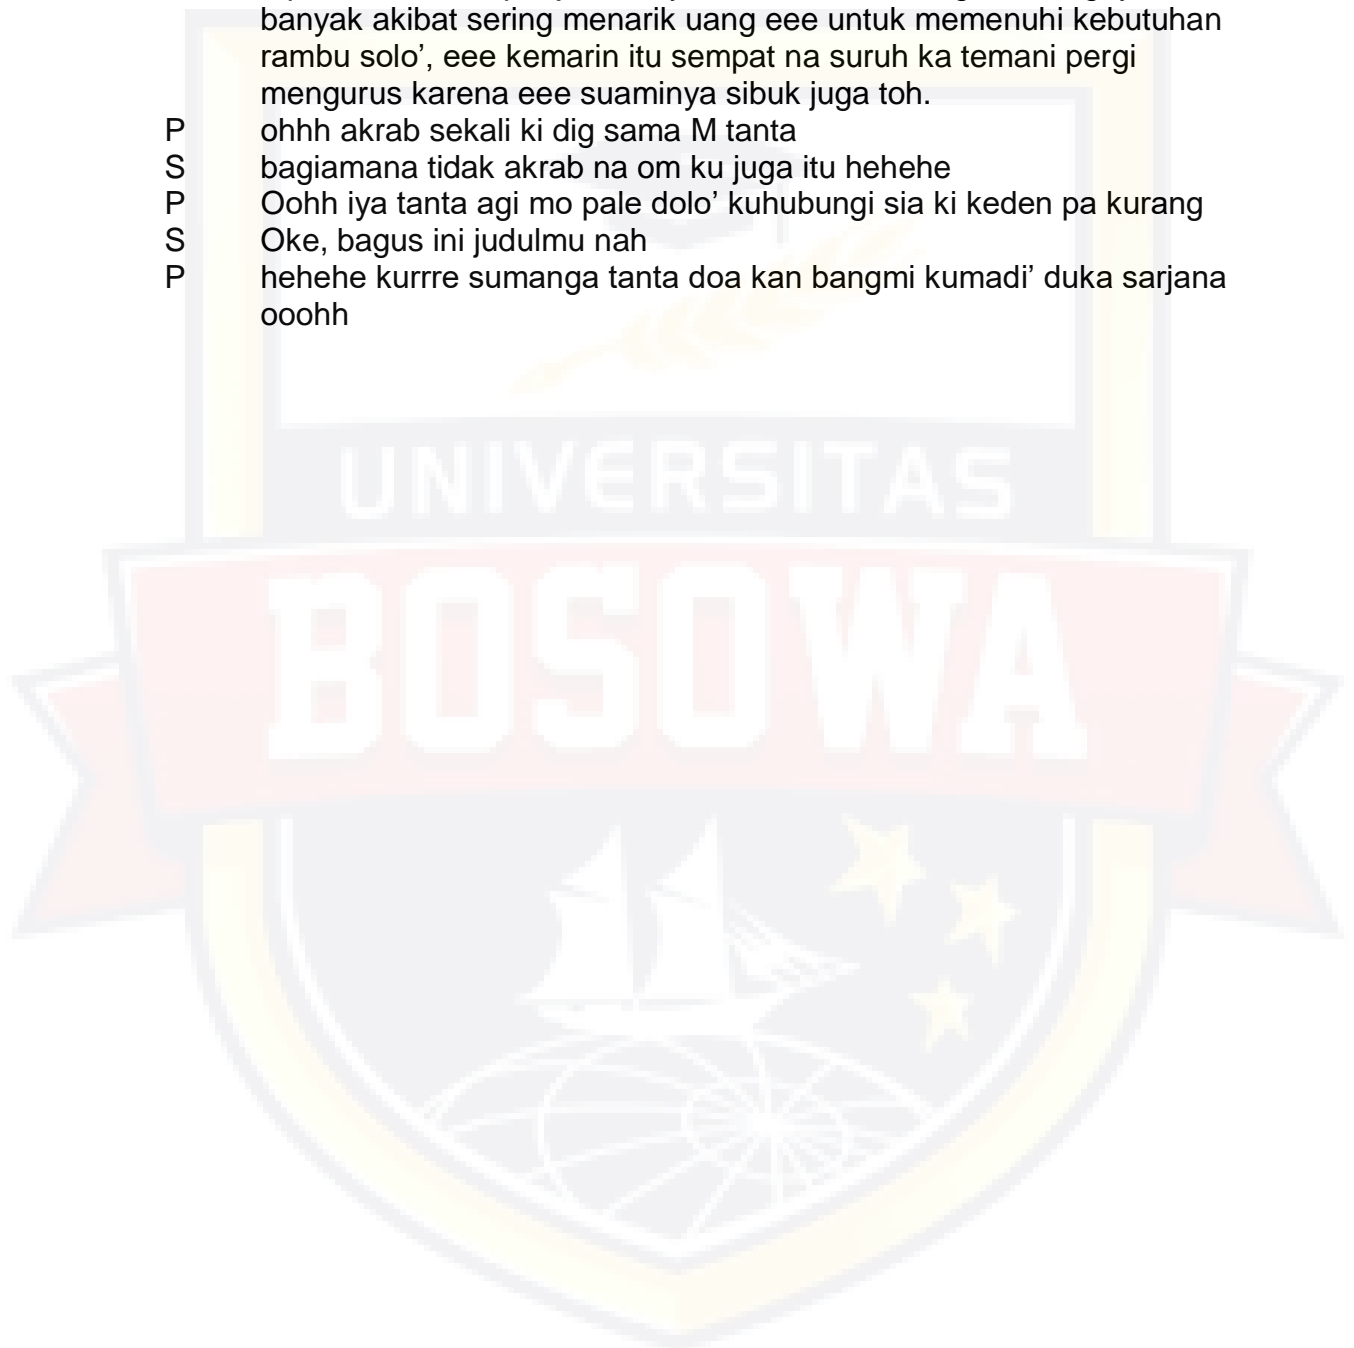 banyak akibat sering menarik uang eee untuk memenuhi kebutuhan
rambu solo’, eee kemarin itu sempat na suruh ka temani pergi
mengurus karena eee suaminya sibuk juga toh.
P ohhh akrab sekali ki dig sama M tanta
S bagiamana tidak akrab na om ku juga itu hehehe
P Oohh iya tanta agi mo pale dolo’ kuhubungi sia ki keden pa kurang
S Oke, bagus ini judulmu nah
P hehehe kurrre sumanga tanta doa kan bangmi kumadi’ duka sarjana
ooohh
UNIVERSITAS
BOSOWA